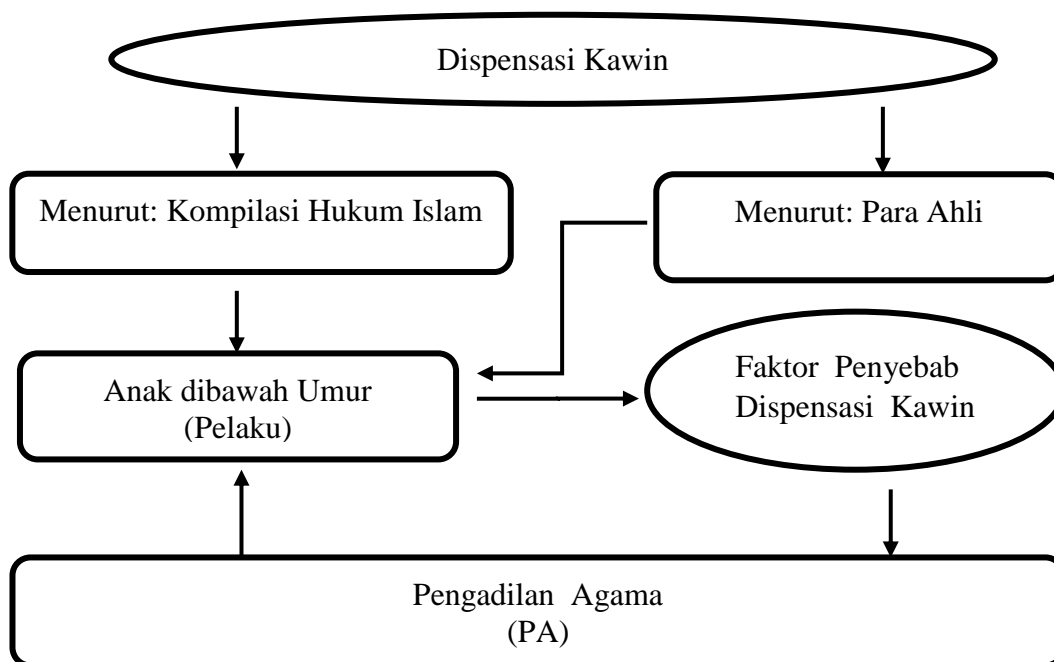 Dispensasi Kawin
Menurut: Kompilasi Hukum Islam
Menurut: Para Ahli
Anak dibawah Umur
(Pelaku)
Faktor Penyebab
Dispensasi Kawin
Pengadilan Agama
(PA)